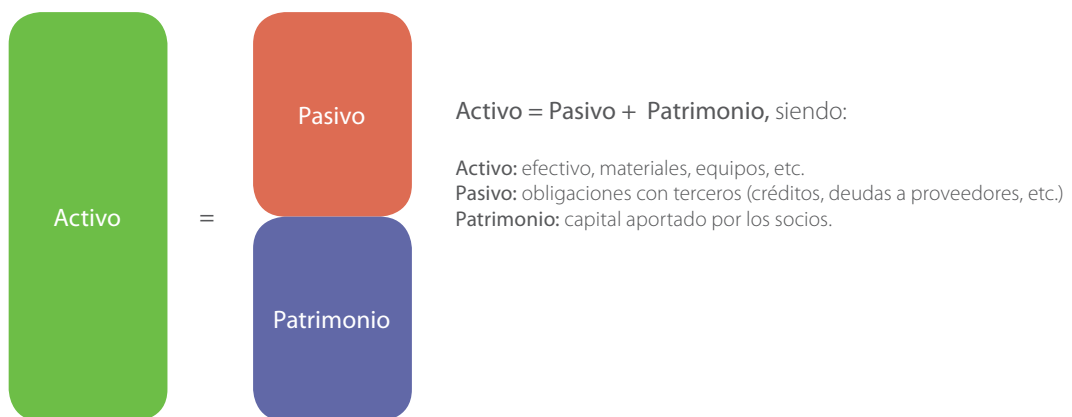 Activo
=
Pasivo
Patrimonio
Activo = Pasivo + Patrimonio, siendo:
Activo: efectivo, materiales, equipos, etc.
Pasivo: obligaciones con terceros (créditos, deudas a proveedores, etc.)
Patrimonio: capital aportado por los socios.